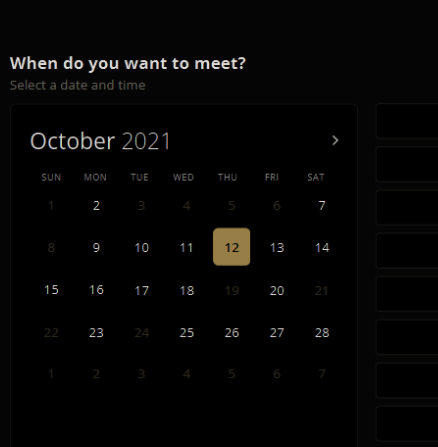 When do you want to meet?
Select a date and time
October 2021 >
SUN MON TUE WED THU FRI SAT
1 2 3 4 5 6 7
8 9 10 11 12 13 14
15 16 17 18 19 20 21
22 23 24 25 26 27 28
1 2 3 4 5 6 7